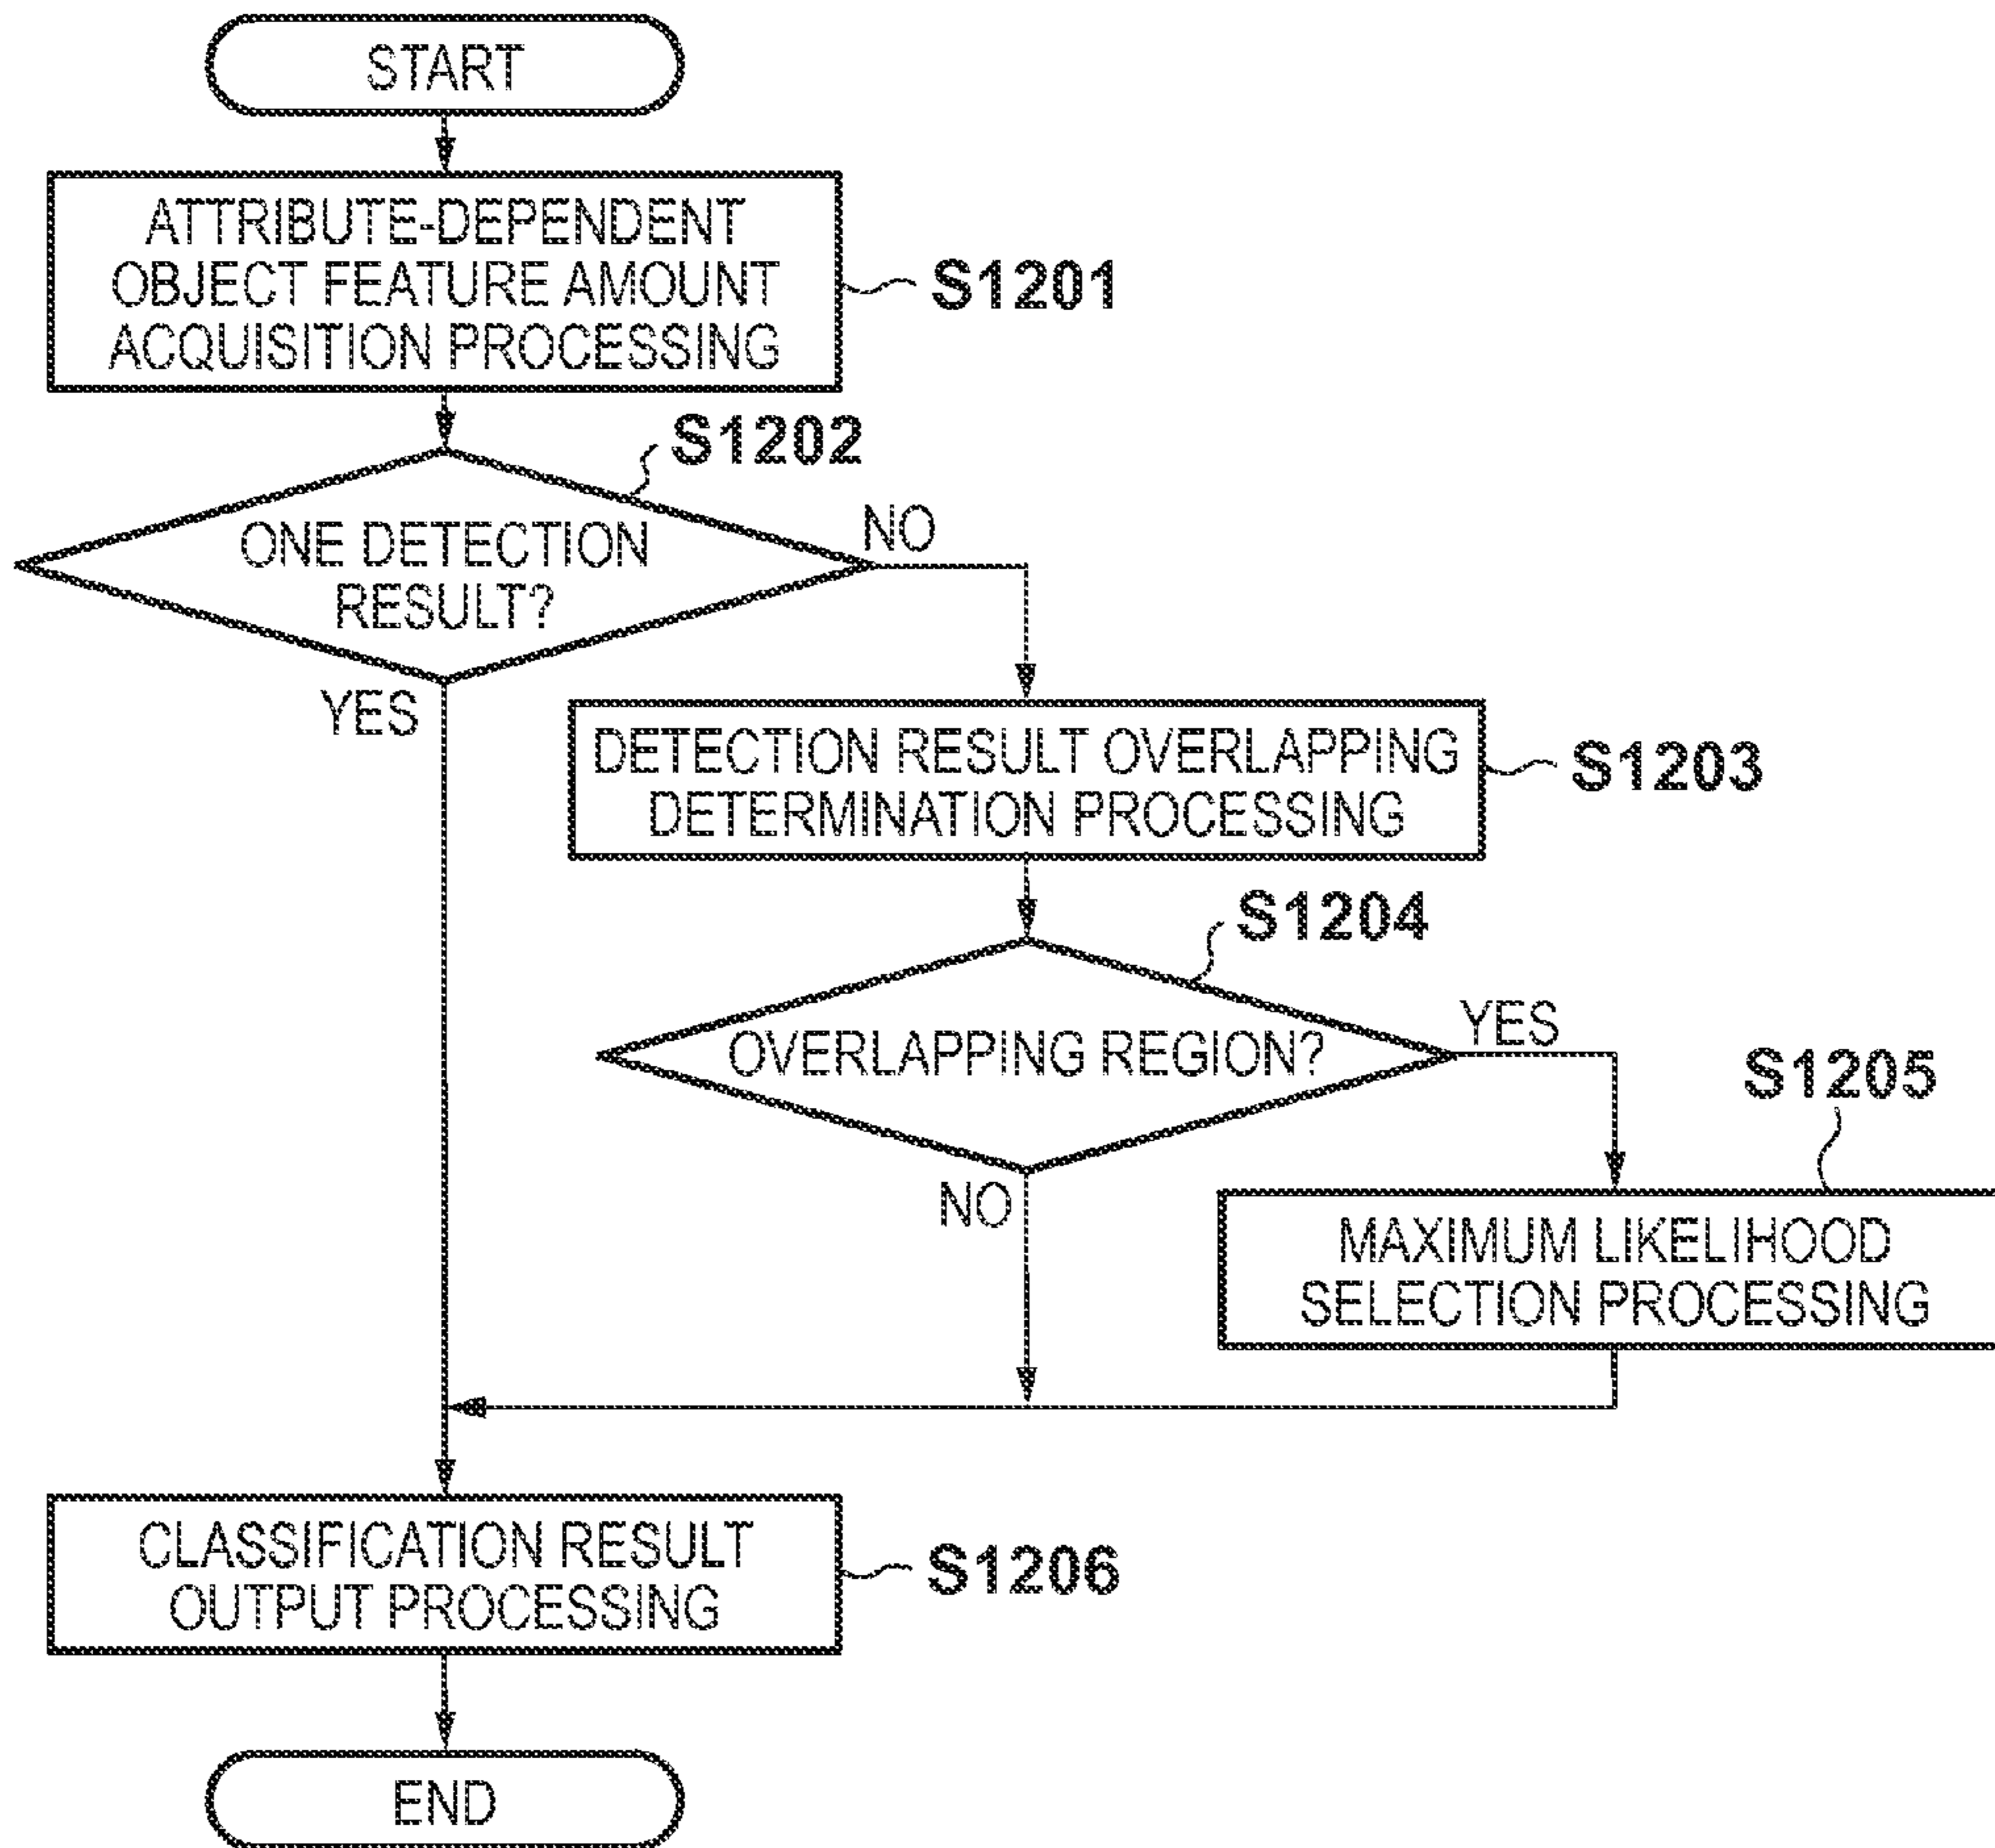 START
ATTRIBUTE-DEPENDENT
OBJECT FEATURE AMOUNT
ACQUISITION PROCESSING
S1201
S1202
ONE DETECTION
RESULT?
NO
YES
DETECTION RESULT OVERLAPPING
DETERMINATION PROCESSING
S1203
S1204
OVERLAPPING REGION?
YES
NO
S1205
MAXIMUM LIKELIHOOD
SELECTION PROCESSING
CLASSIFICATION RESULT
OUTPUT PROCESSING
S1206
END